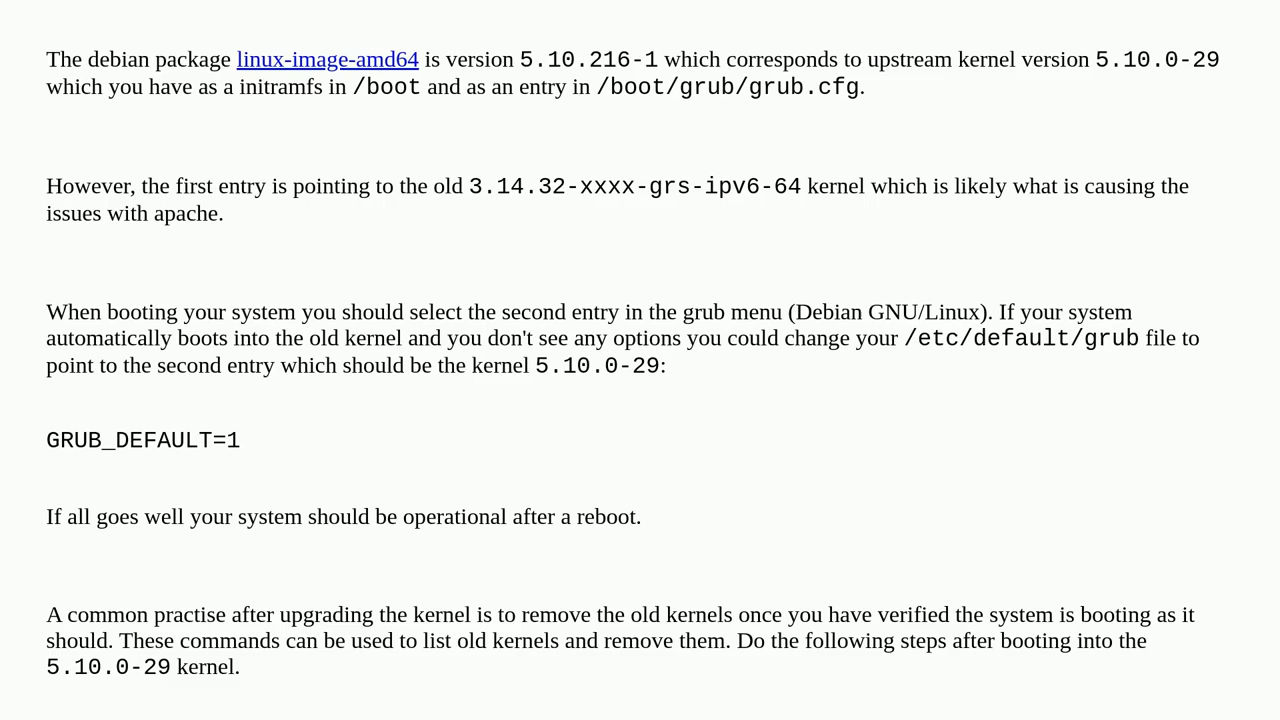 The debian package linux-image-amd64 is version 5.10.216-1 which corresponds to upstream kernel version 5.10.0-29
which you have as a initramfs in /boot and as an entry in /boot/grub/grub.cfg.
However, the first entry is pointing to the old 3.14.32-xxxx-grs-ipv6-64 kernel which is likely what is causing the
issues with apache.
When booting your system you should select the second entry in the grub menu (Debian GNU/Linux). If your system
automatically boots into the old kernel and you don't see any options you could change your /etc/default/grub file to
point to the second entry which should be the kernel 5.10.0-29:
GRUB_DEFAULT=1
If all goes well your system should be operational after a reboot.
A common practise after upgrading the kernel is to remove the old kernels once you have verified the system is booting as it
should. These commands can be used to list old kernels and remove them. Do the following steps after booting into the
5.10.0-29 kernel.